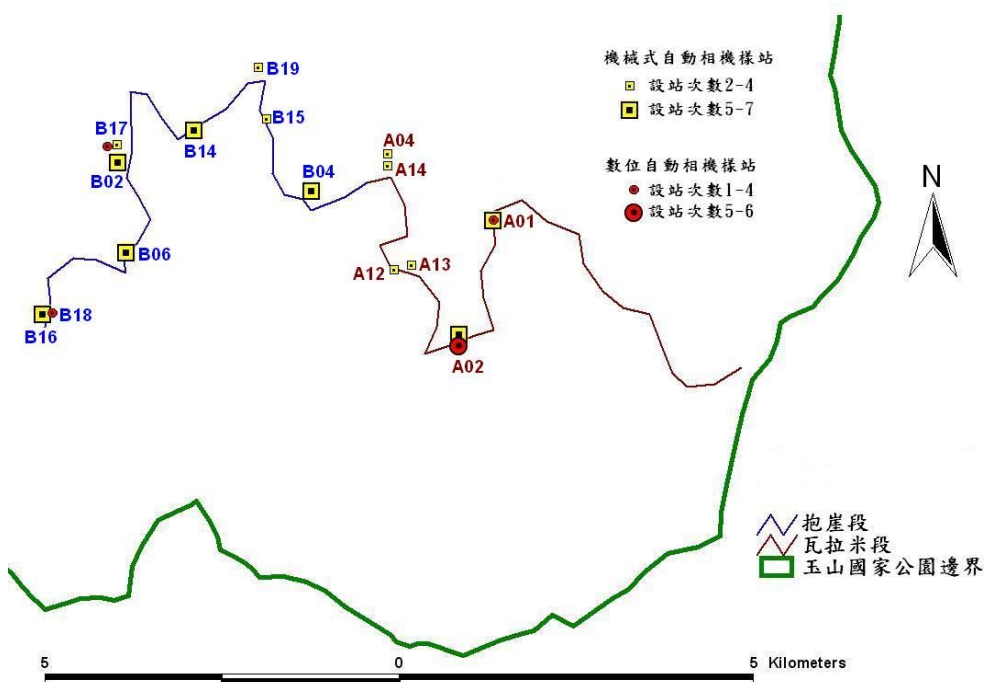 機械式自動相機樣站
設站次數2-4
設站次數5-7
數位自動相機樣站
設站次數1-4
設站次數5-6
N
B19
B15
B17
B14
B02
B04
A04
A14
A01
B06
A12
A13
B18
B16
A02
抱崖段
瓦拉米段
玉山國家公園邊界
5 0 5 Kilometers